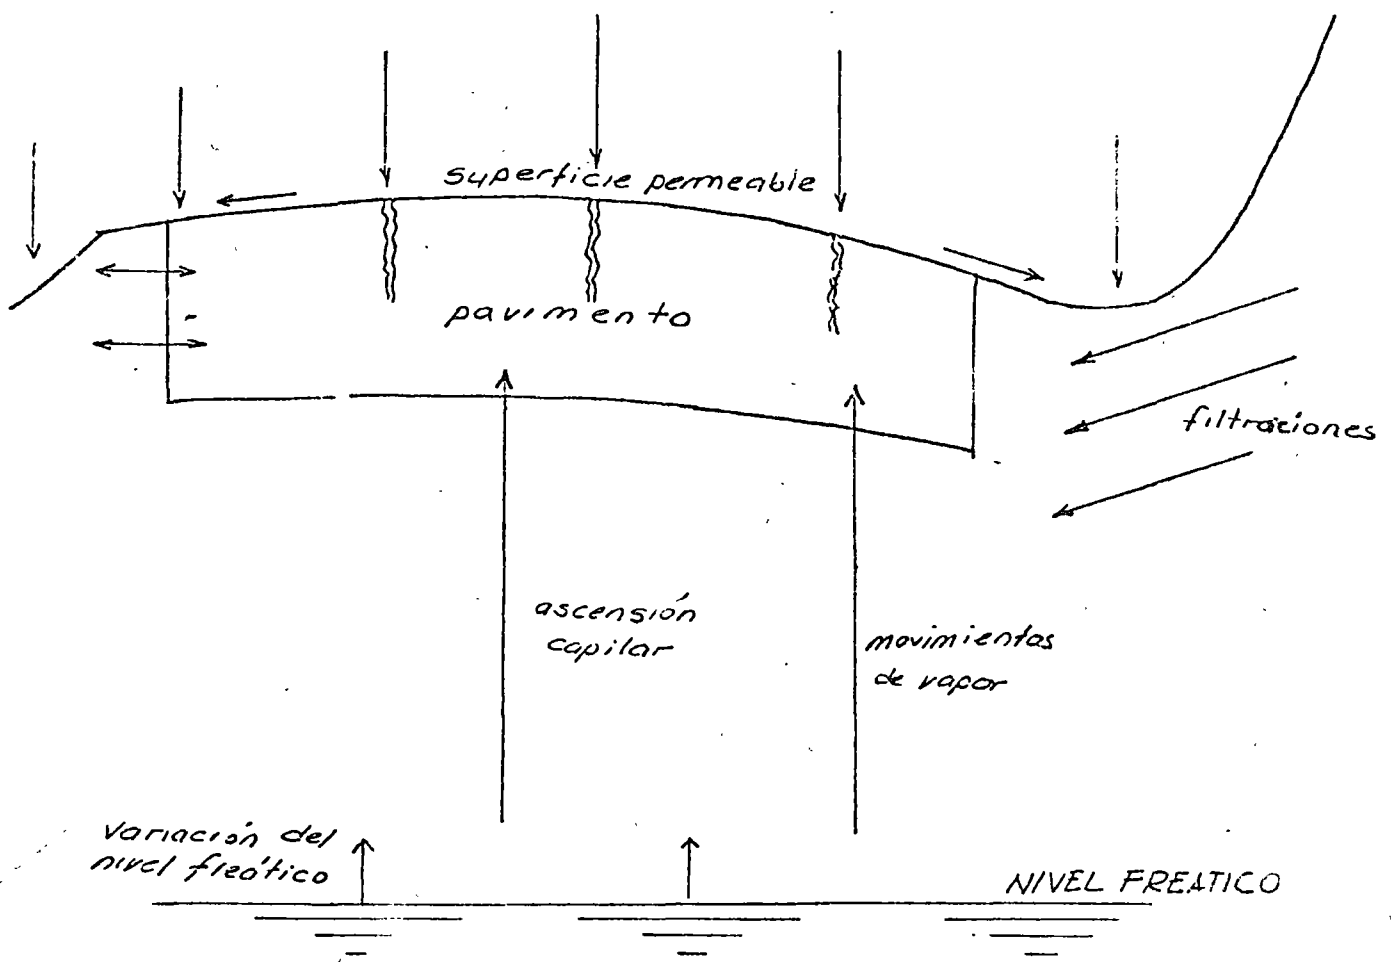 superficie permeable
pavimento
filtraciones
ascensión
capilar
movimientos
de vapor
variación del
nivel freático
NIVEL FREATICO